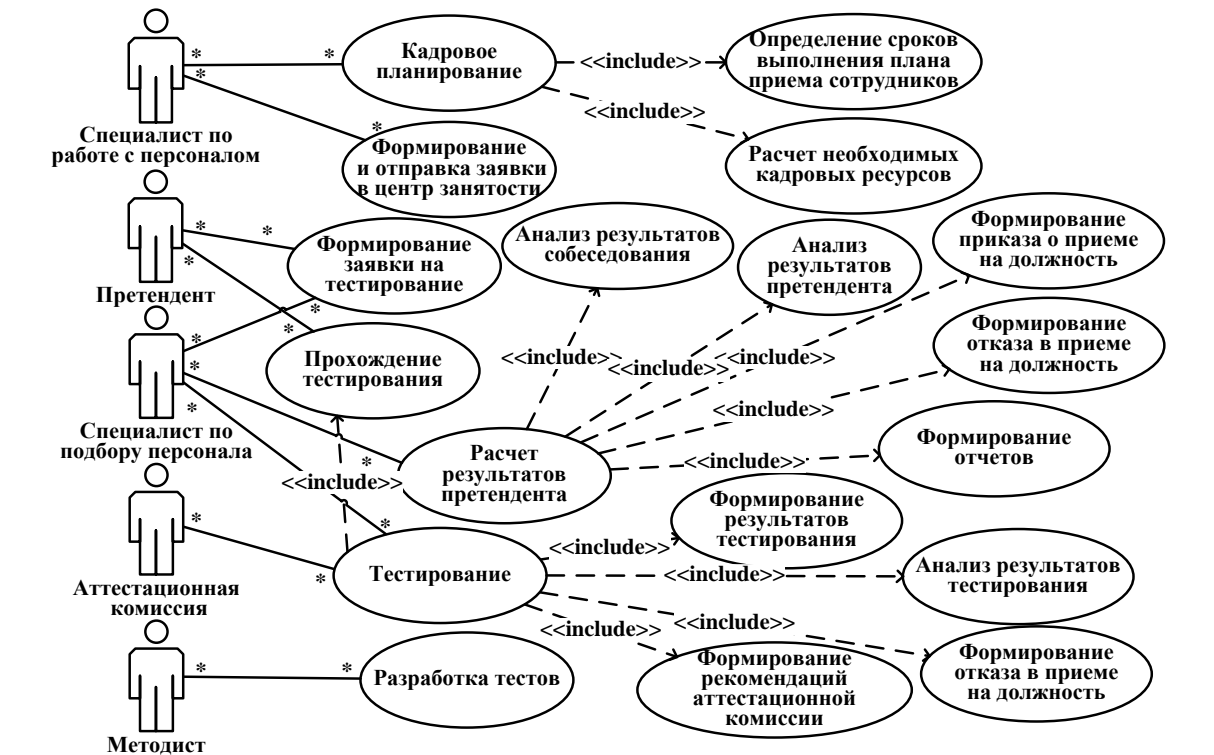 Кадровое
планирование
<<include>>
Определение сроков
выполнения плана
приема сотрудников
*
*
*
*
<<include>>
Специалист по
работе с персоналом
Формирование
и отправка заявки
в центр занятости
Расчет необходимых
кадровых ресурсов
*
*
*
Претендент
Формирование
заявки на
тестирование
Анализ результатов
собеседования
Анализ
результатов
претендента
Формирование
приказа о приеме
на должность
*
*
*
*
*
*
Специалист по
подбору персонала
Прохождение
тестирования
<<include>>
<<include>>
<<include>>
Формирование
отказа в приеме
на должность
<<include>>
*
<<include>>
Расчет
результатов
претендента
<<include>>
Формирование
отчетов
*
*
*
Аттестационная
комиссия
Тестирование
<<include>>
Формирование
результатов
тестирования
<<include>>
Анализ результатов
тестирования
<<include>>
<<include>>
*
*
Методист
Разработка тестов
Формирование
рекомендаций
аттестационной
комиссии
Формирование
отказа в приеме
на должность